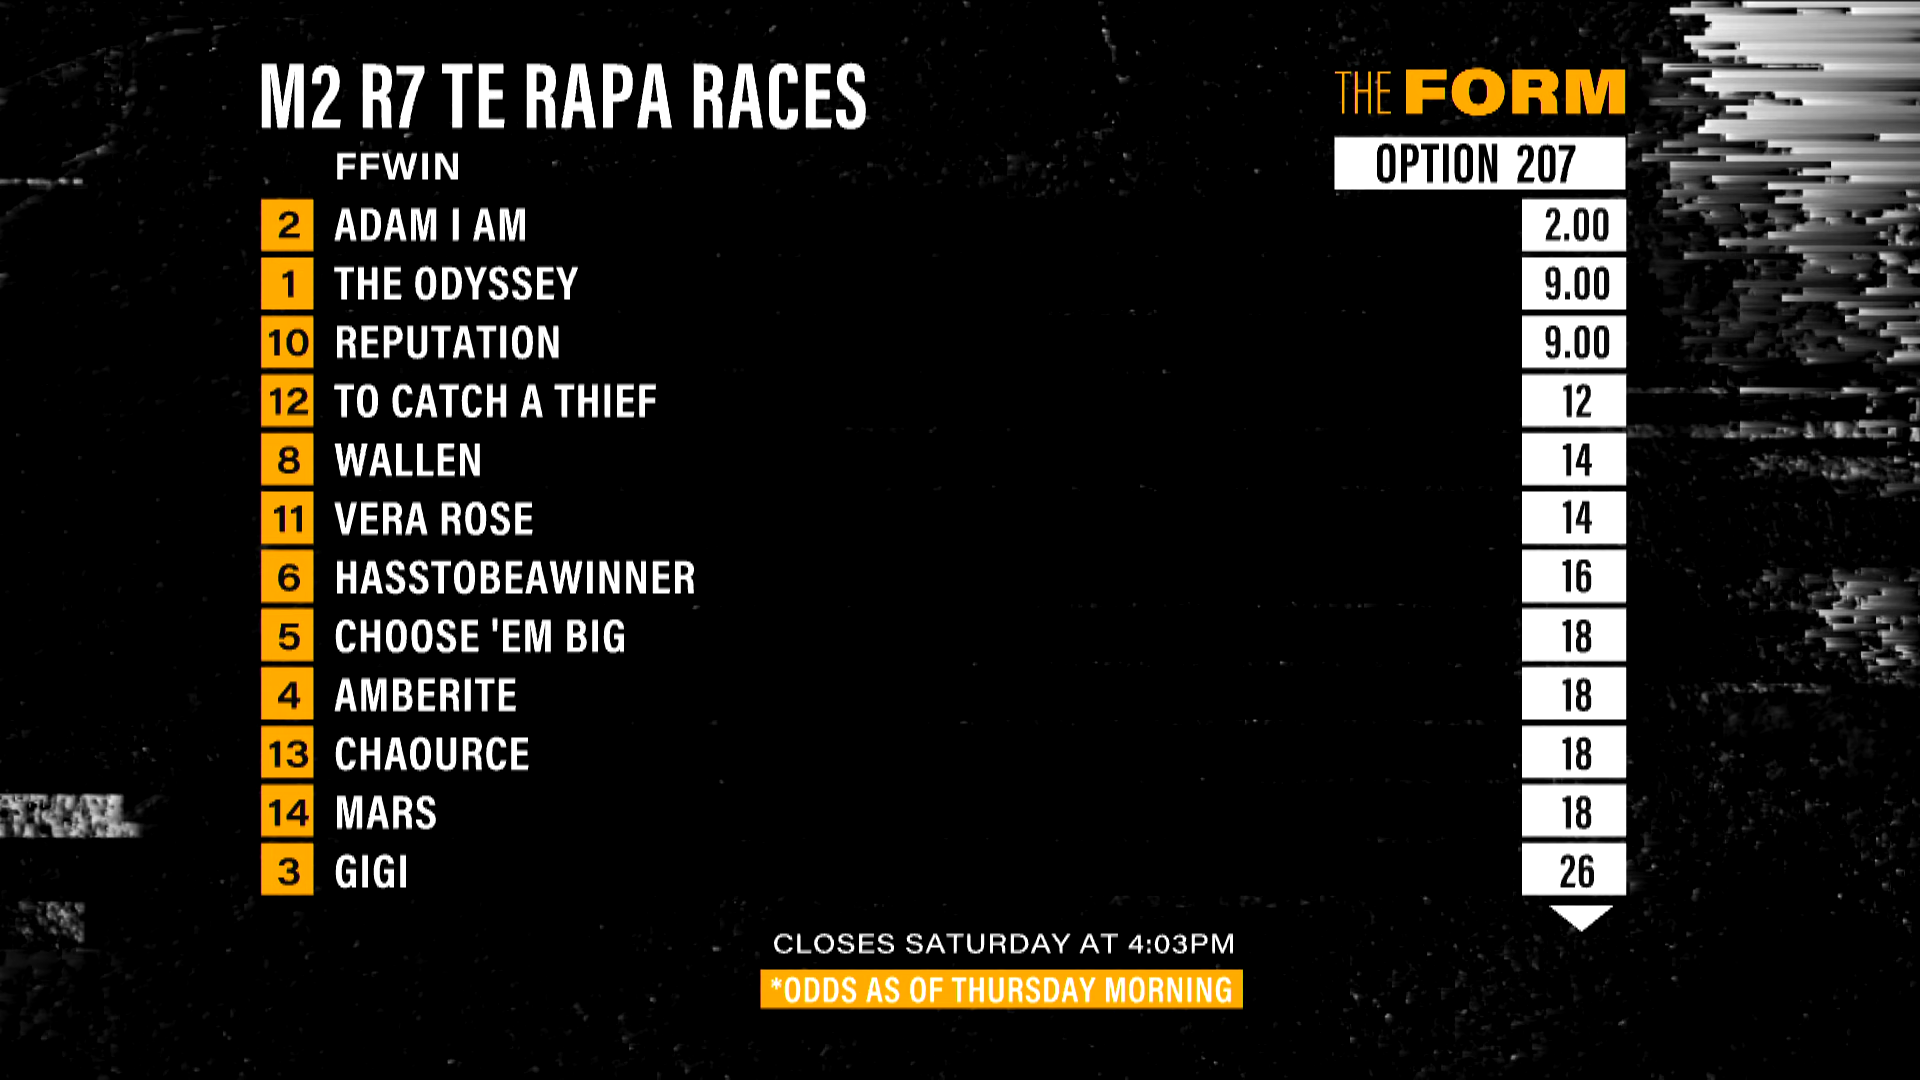 M2 R7 TE RAPA RACES
THE FORM
FFWIN
OPTION 207
2 ADAM I AM 2.00
1 THE ODYSSEY 9.00
10 REPUTATION 9.00
12 TO CATCH A THIEF 12
8 WALLEN 14
11 VERA ROSE 14
6 HASSTOBEAWINNER 16
5 CHOOSE 'EM BIG 18
4 AMBERITE 18
13 CHAOURCE 18
14 MARS 18
3 GIGI 26
CLOSES SATURDAY AT 4:03PM
*ODDS AS OF THURSDAY MORNING